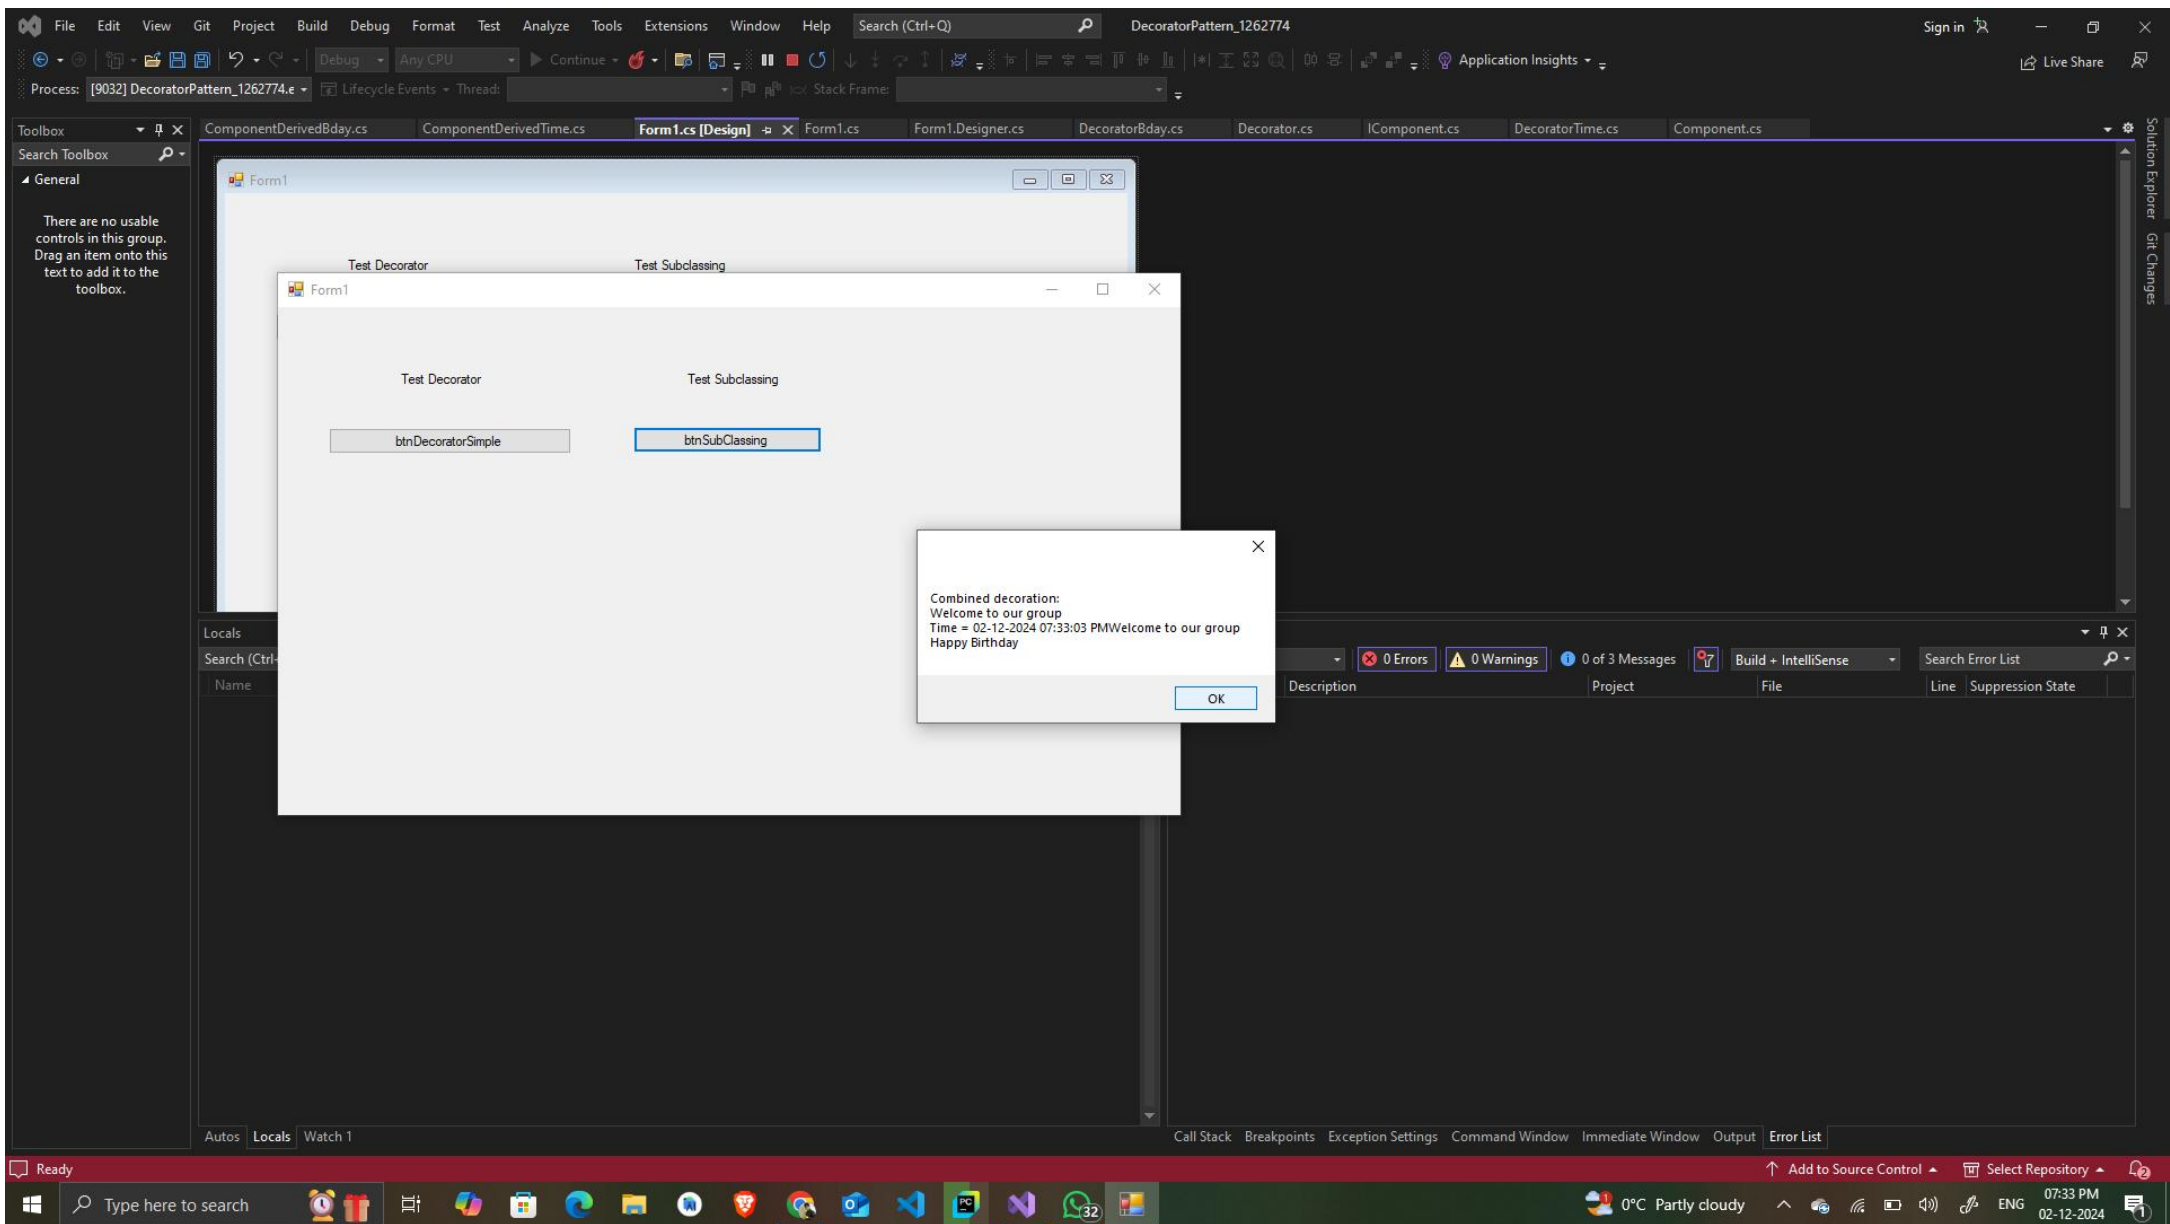 File Edit View Git Project Build Debug Format Test Analyze Tools Extensions Window Help Search (Ctrl+Q) DecoratorPattern_1262774 Sign in
Debug Any CPU Continue Application Insights Live Share
Process: [9032] DecoratorPattern_1262774.e Lifecycle Events Thread: Stack Frame:
Toolbox
ComponentDerivedBday.cs ComponentDerivedTime.cs Form1.cs [Design] Form1.cs Form1.Designer.cs DecoratorBday.cs Decorator.cs IComponent.cs DecoratorTime.cs Component.cs
Search Toolbox
General
There are no usable
controls in this group.
Drag an item onto this
text to add it to the
toolbox.
Solution Explorer
Git Changes
Form1
Test Decorator Test Subclassing
Form1
Test Decorator Test Subclassing
btnDecoratorSimple btnSubClassing
Combined decoration:
Welcome to our group
Time = 02-12-2024 07:33:03 PMWelcome to our group
Happy Birthday
OK
Locals
Search (Ctrl+
Name
0 Errors 0 Warnings 0 of 3 Messages Build + IntelliSense Search Error List
Description Project File Line Suppression State
Autos Locals Watch 1
Call Stack Breakpoints Exception Settings Command Window Immediate Window Output Error List
Ready
Add to Source Control Select Repository 2
Type here to search
PC
32
0°C Partly cloudy
ENG
07:33 PM
02-12-2024
1